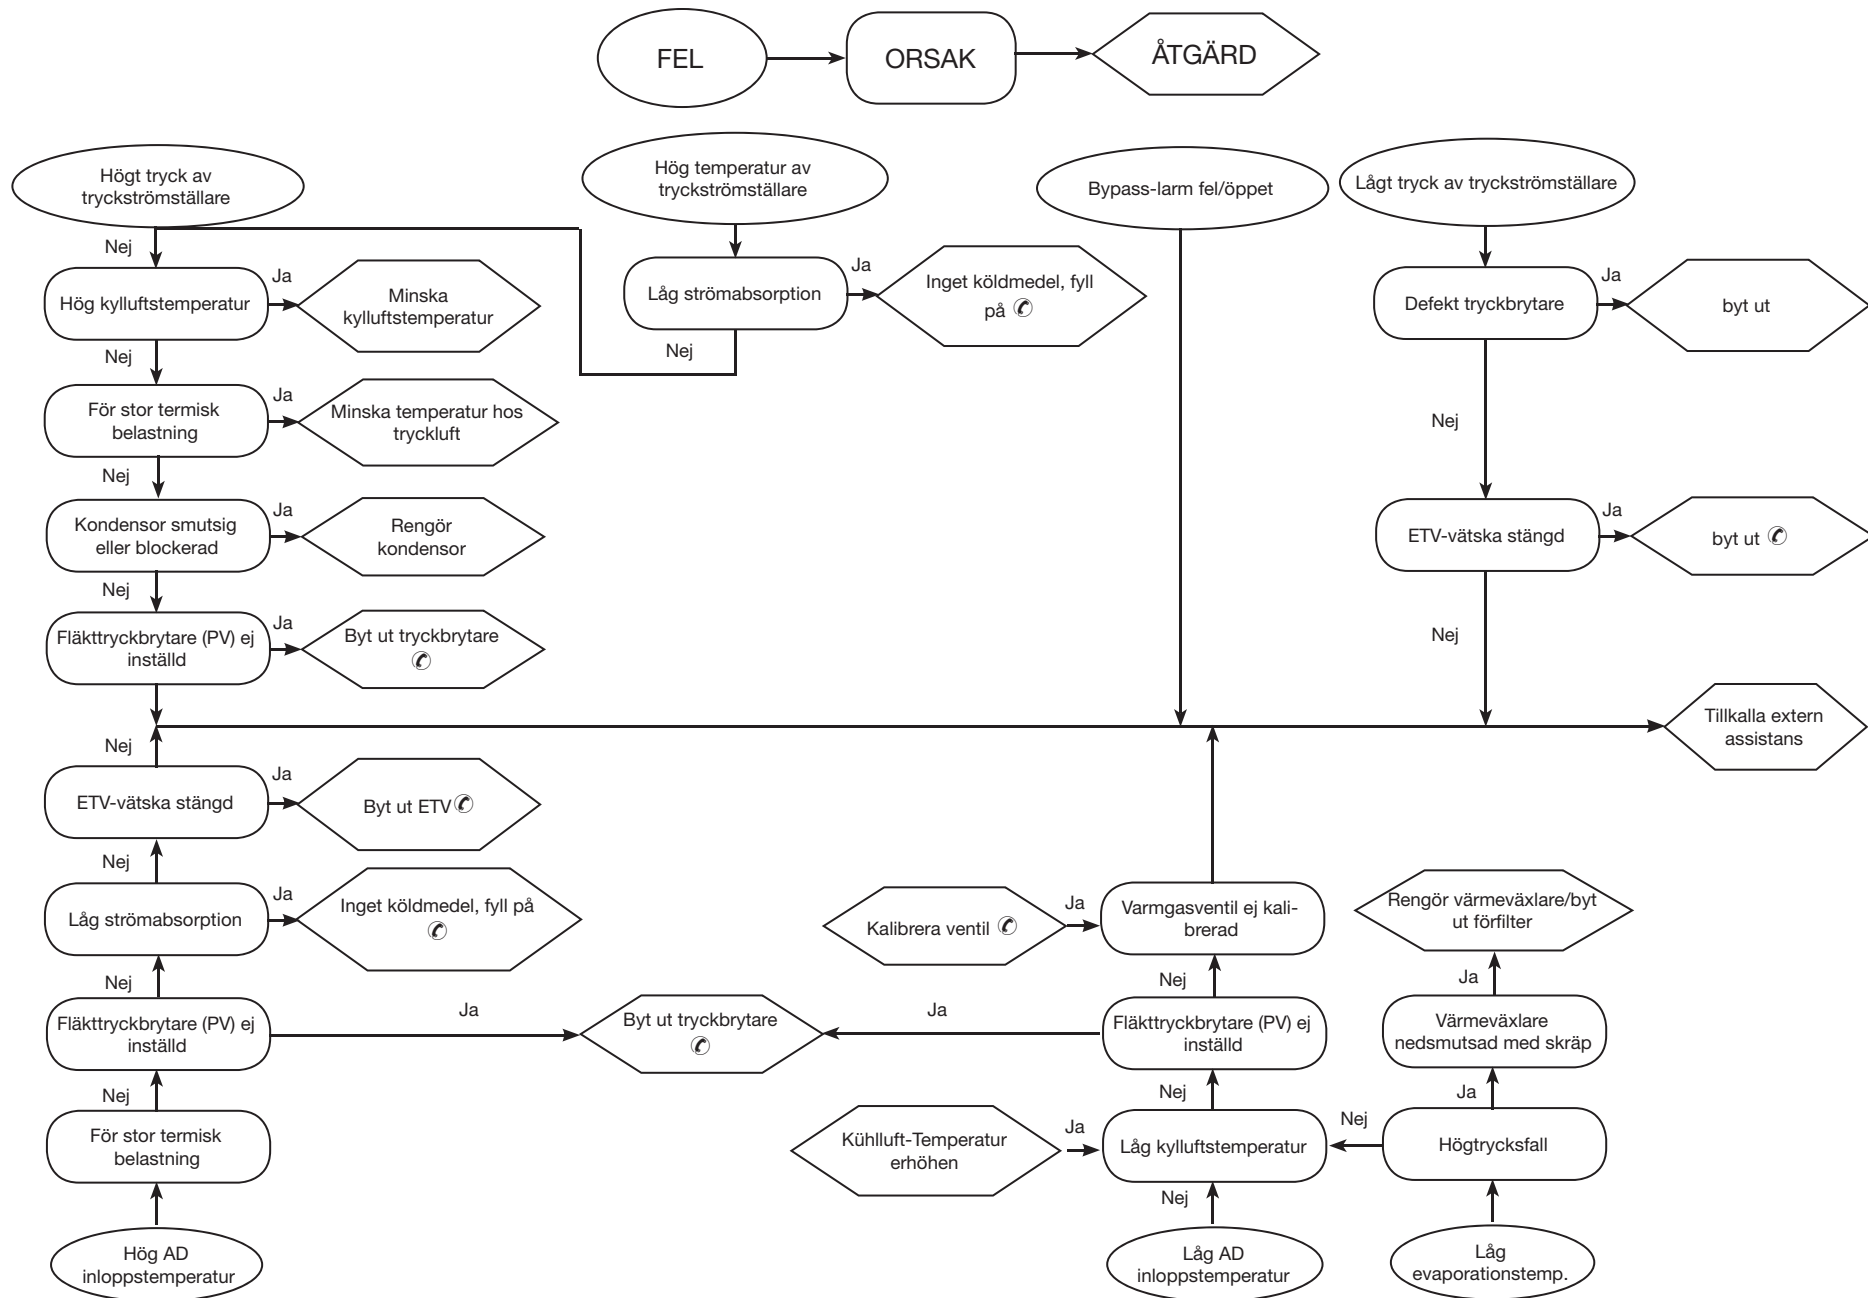 FEL
ORSAK
ÅTGÄRD
Högt tryck av
tryckströmställare
Hög temperatur av
tryckströmställare
Bypass-larm fel/öppet
Lågt tryck av tryckströmställare
Nej
Hög kylluftstemperatur
Ja
Minska
kylluftstemperatur
Låg strömabsorption
Ja
Inget köldmedel, fyll
på ✆
Nej
Defekt tryckbrytare
Ja
byt ut
Nej
För stor termisk
belastning
Ja
Minska temperatur hos
tryckluft
Nej
Nej
Kondensor smutsig
eller blockerad
Ja
Rengör
kondensor
ETV-vätska stängd
Ja
byt ut ✆
Nej
Fläkttryckbrytare (PV) ej
inställd
Ja
Byt ut tryckbrytare
✆
Nej
Tillkalla extern
assistans
Nej
ETV-vätska stängd
Ja
Byt ut ETV ✆
Nej
Låg strömabsorption
Ja
Inget köldmedel, fyll på
✆
Kalibrera ventil ✆
Ja
Varmgasventil ej kali-
brerad
Rengör värmeväxlare/byt
ut förfilter
Nej
Nej
Ja
Fläkttryckbrytare (PV) ej
inställd
Ja
Byt ut tryckbrytare
✆
Ja
Fläkttryckbrytare (PV) ej
inställd
Värmeväxlare
nedsmutsad med skräp
Nej
Nej
Ja
För stor termisk
belastning
Kühlluft-Temperatur
erhöhen
Ja
Låg kylluftstemperatur
Nej
Högtrycksfall
Nej
Hög AD
inloppstemperatur
Låg AD
inloppstemperatur
Låg
evaporationstemp.